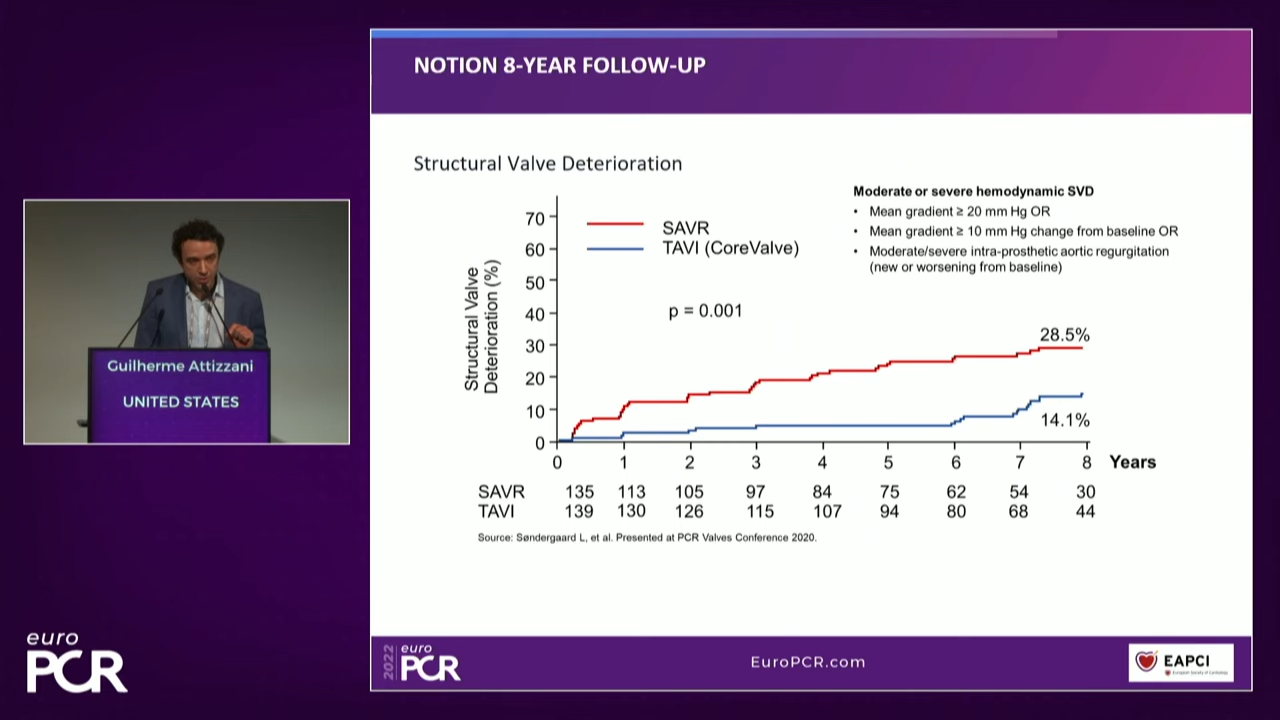 NOTION 8-YEAR FOLLOW-UP
Structural Valve Deterioration
Moderate or severe hemodynamic SVD
• Mean gradient ≥ 20 mm Hg OR
• Mean gradient ≥ 10 mm Hg change from baseline OR
• Moderate/severe intra-prosthetic aortic regurgitation
(new or worsening from baseline)
SAVR
TAVI (CoreValve)
p = 0.001
Structural Valve
Deterioration (%)
70
60
50
40
30
20
10
0
28.5%
14.1%
0 1 2 3 4 5 6 7 8 Years
SAVR 135 113 105 97 84 75 62 54 30
TAVI 139 130 126 115 107 94 80 68 44
Source: Søndergaard L, et al. Presented at PCR Valves Conference 2020.
Guilherme Attizzani
UNITED STATES
euro
PCR
2022
euro
PCR
EuroPCR.com
EAPCI